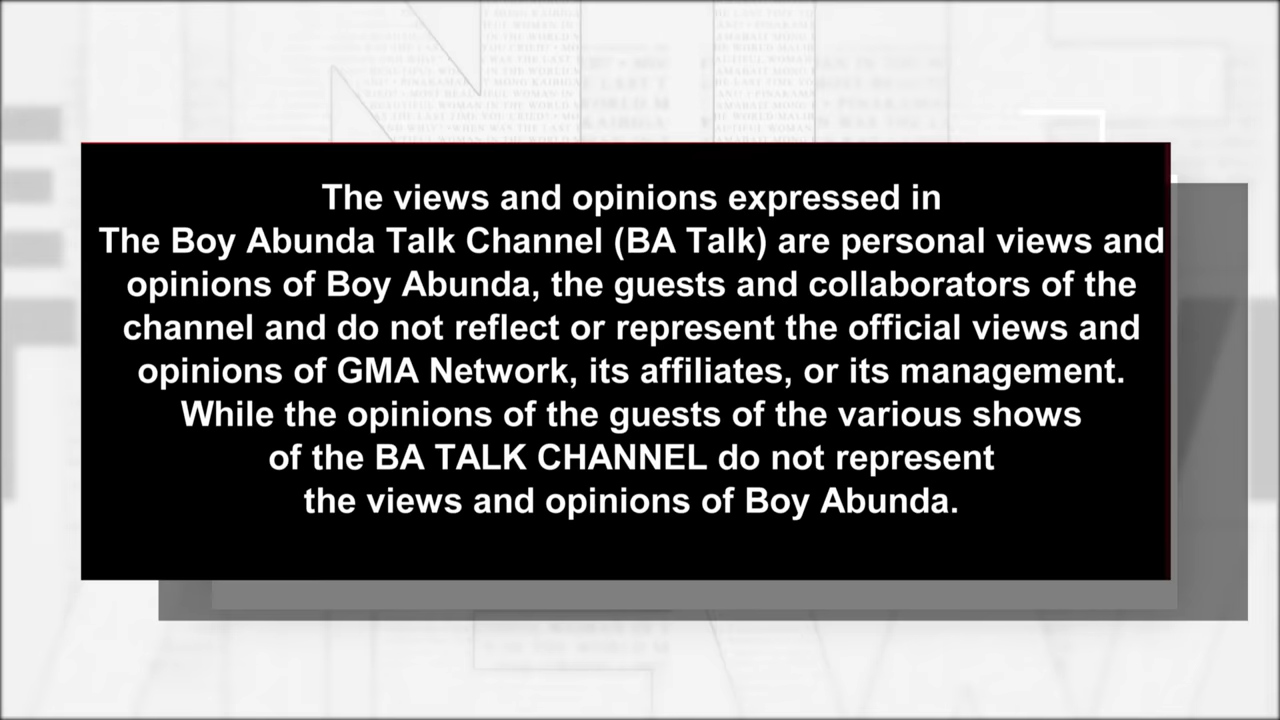 The views and opinions expressed in
The Boy Abunda Talk Channel (BA Talk) are personal views and
opinions of Boy Abunda, the guests and collaborators of the
channel and do not reflect or represent the official views and
opinions of GMA Network, its affiliates, or its management.
While the opinions of the guests of the various shows
of the BA TALK CHANNEL do not represent
the views and opinions of Boy Abunda.